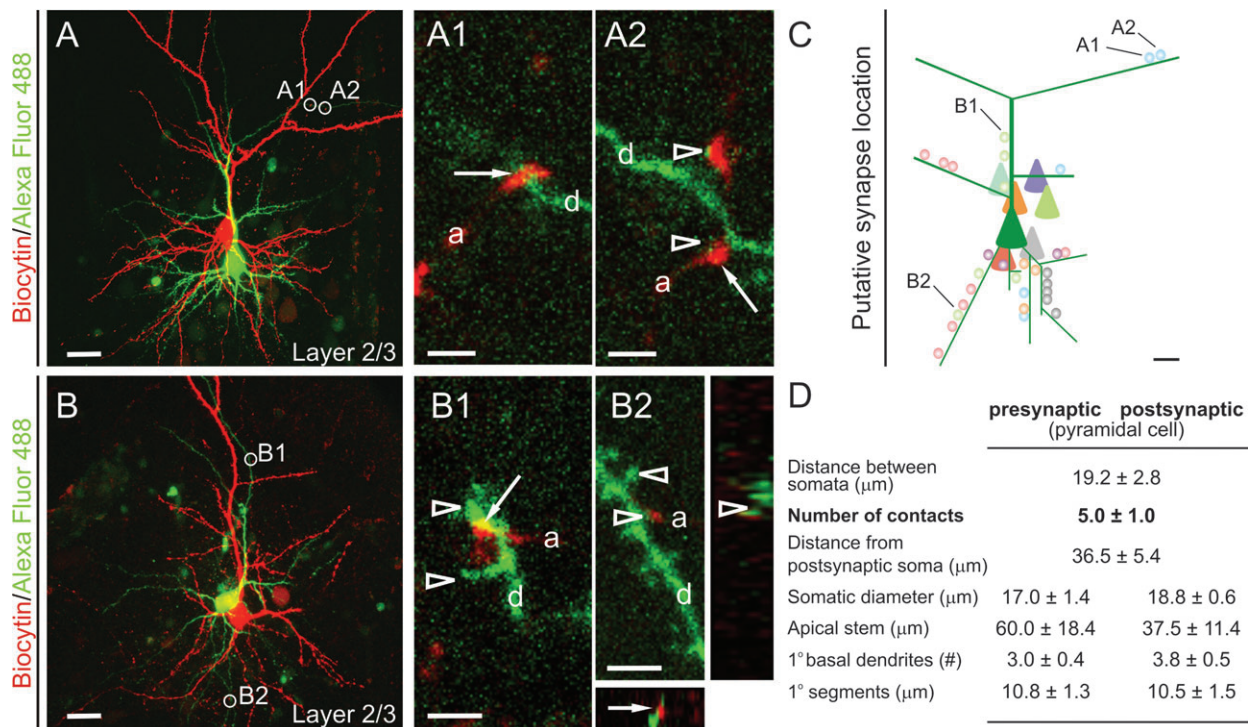 Biocytin/Alexa Fluor 488
A
A1
A2
Layer 2/3
A1
a
d
A2
d
a
C
Putative synapse location
A2
A1
B1
B2
Biocytin/Alexa Fluor 488
B
B1
B2
Layer 2/3
B1
a
d
B2
a
d
D
presynaptic postsynaptic
(pyramidal cell)
Distance between
somata (µm) 19.2 ± 2.8
Number of contacts 5.0 ± 1.0
Distance from
postsynaptic soma (µm) 36.5 ± 5.4
Somatic diameter (µm) 17.0 ± 1.4 18.8 ± 0.6
Apical stem (µm) 60.0 ± 18.4 37.5 ± 11.4
1° basal dendrites (#) 3.0 ± 0.4 3.8 ± 0.5
1° segments (µm) 10.8 ± 1.3 10.5 ± 1.5